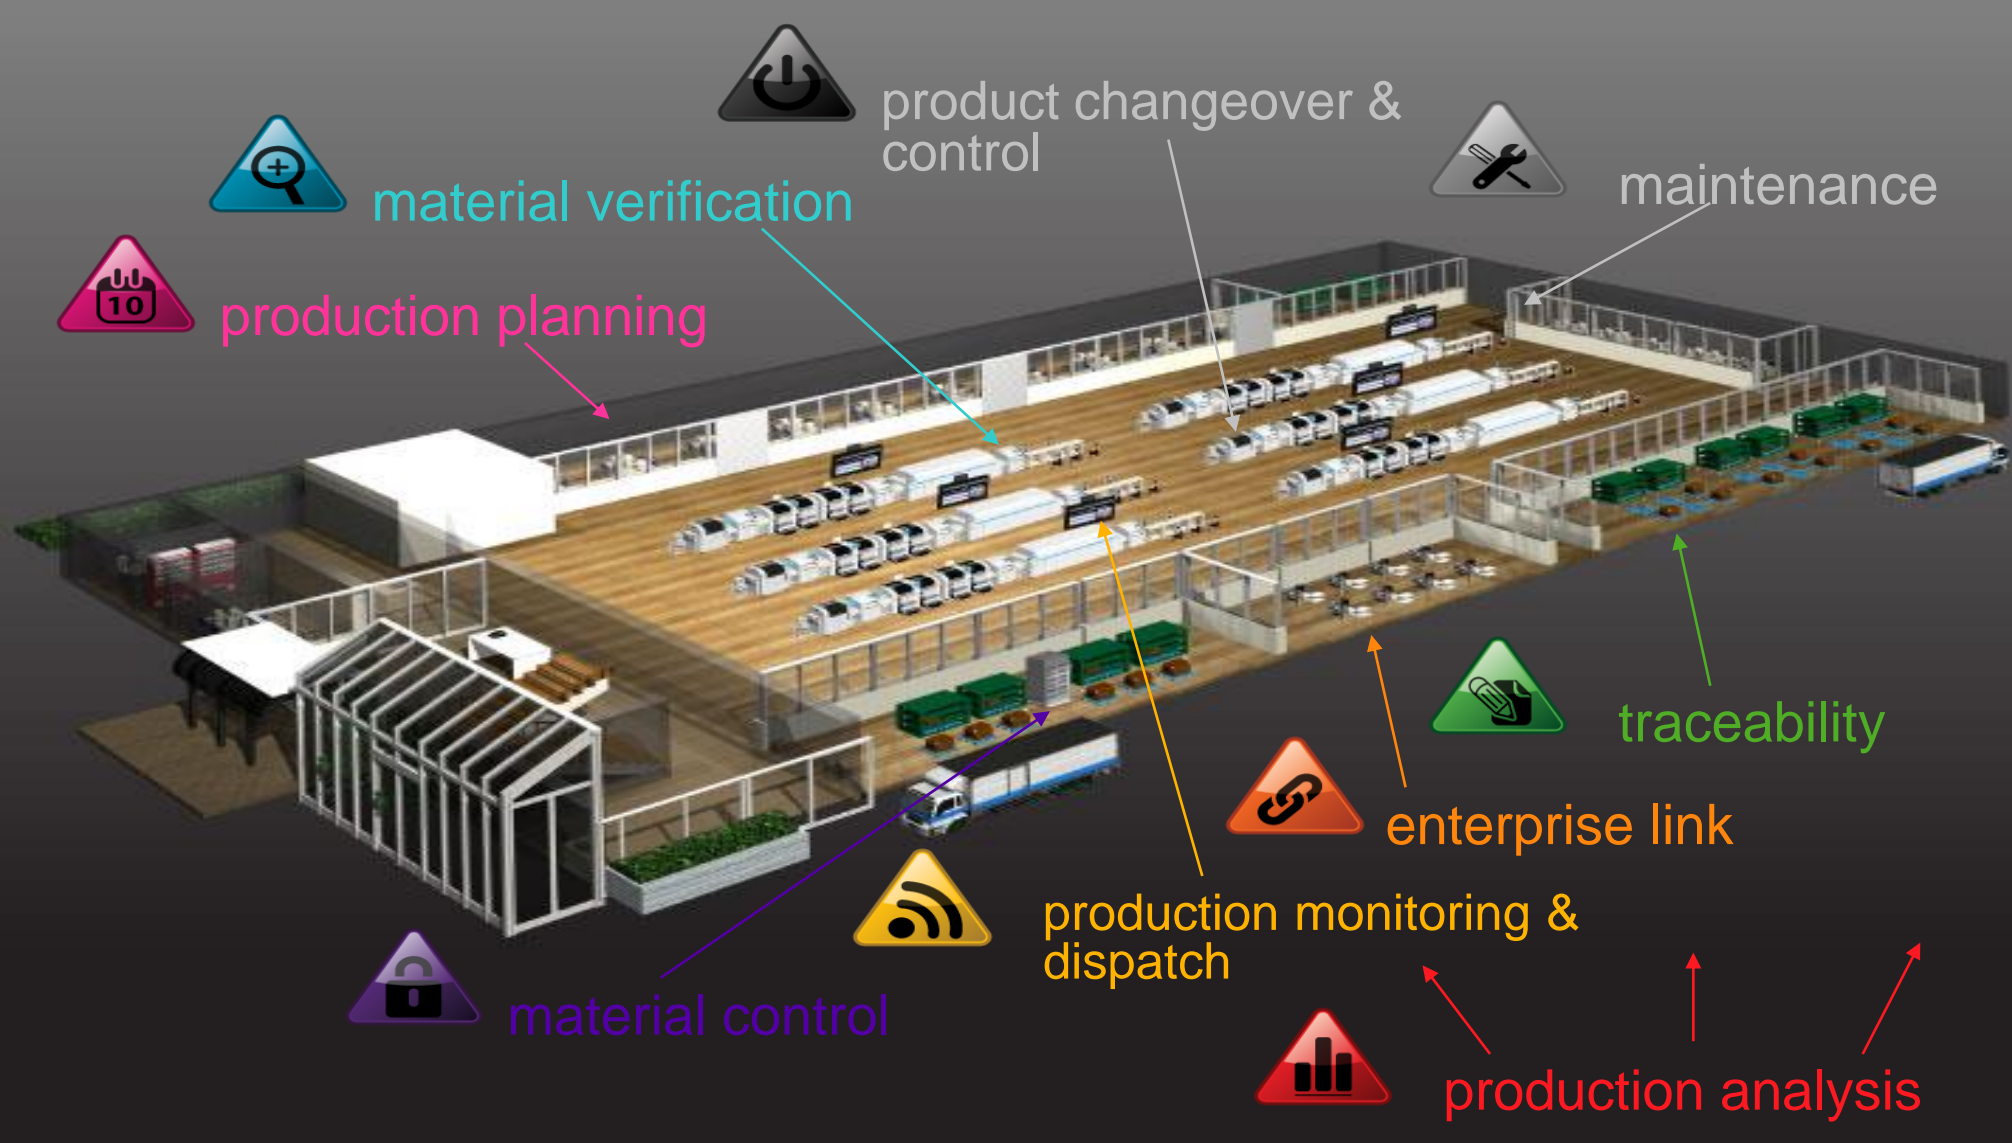 product changeover &
control
maintenance
material verification
10
production planning
traceability
enterprise link
production monitoring &
dispatch
material control
production analysis